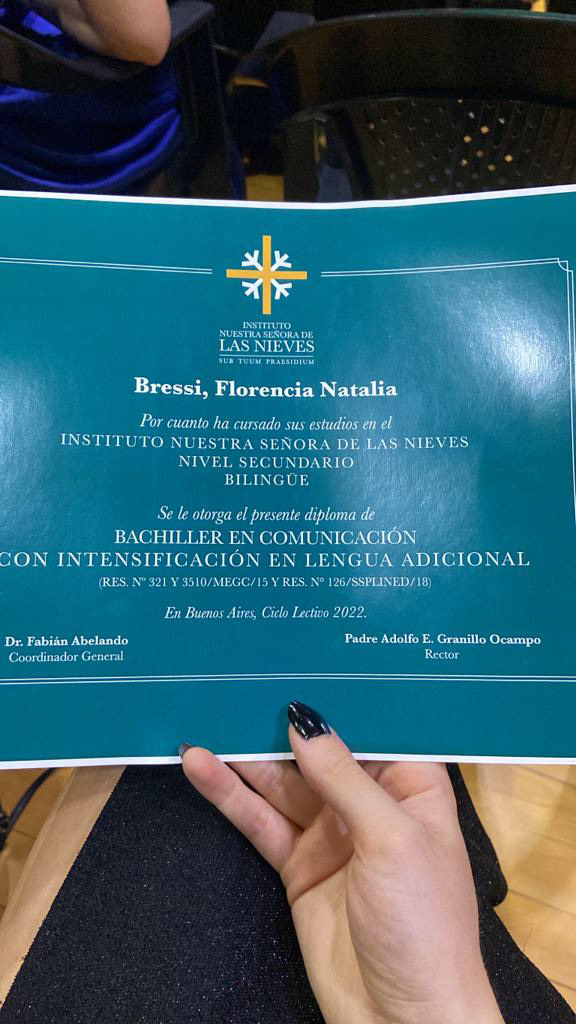 INSTITUTO
NUESTRA SEÑORA DE
LAS NIEVES
SUB TUUM PRAESIDIUM
Bressi, Florencia Natalia
Por cuanto ha cursado sus estudios en el
INSTITUTO NUESTRA SEÑORA DE LAS NIEVES
NIVEL SECUNDARIO
BILINGÜE
Se le otorga el presente diploma de
BACHILLER EN COMUNICACIÓN
CON INTENSIFICACIÓN EN LENGUA ADICIONAL
(RES. Nº 321 Y 3510/MEGC/15 Y RES. Nº 126/SSPLINED/18)
En Buenos Aires, Ciclo Lectivo 2022.
Dr. Fabián Abelando
Coordinador General
Padre Adolfo E. Granillo Ocampo
Rector